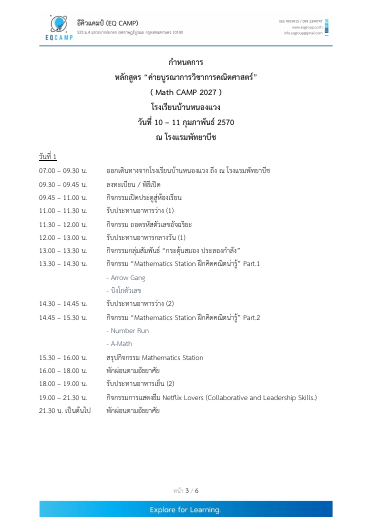 อีคิวแคมป์ (EQ CAMP)
EQCAMP
กำหนดการ
หลักสูตร “ค่ายบูรณาการวิชาการคณิตศาสตร์”
( Math CAMP 2027 )
โรงเรียนบ้านหนองแวง
วันที่ 10 – 11 กุมภาพันธ์ 2570
ณ โรงแรมพัทยาบีช
วันที่ 1
07.00 – 09.30 น. ออกเดินทางจากโรงเรียนบ้านหนองแวง ถึง ณ โรงแรมพัทยาบีช
09.30 – 09.45 น. ลงทะเบียน / พิธีเปิด
09.45 – 11.00 น. กิจกรรมเปิดประตูสู่ห้องเรียน
11.00 – 11.30 น. รับประทานอาหารว่าง (1)
11.30 – 12.00 น. กิจกรรม ถอดรหัสตัวเลขอัจฉริยะ
12.00 – 13.00 น. รับประทานอาหารกลางวัน (1)
13.00 – 13.30 น. กิจกรรมกลุ่มสัมพันธ์ “กระตุ้นสมอง ประลองกำลัง”
13.30 – 14.30 น. กิจกรรม “Mathematics Station ฝึกคิดคณิตน่ารู้” Part.1
- Arrow Gang
- บิงโกตัวเลข
14.30 – 14.45 น. รับประทานอาหารว่าง (2)
14.45 – 15.30 น. กิจกรรม “Mathematics Station ฝึกคิดคณิตน่ารู้” Part.2
- Number Run
- A-Math
15.30 – 16.00 น. สรุปกิจกรรม Mathematics Station
16.00 – 18.00 น. พักผ่อนตามอัธยาศัย
18.00 – 19.00 น. รับประทานอาหารเย็น (2)
19.00 – 21.30 น. กิจกรรมการแสดงธีม Netflix Lovers (Collaborative and Leadership Skills.)
21.30 น. เป็นต้นไป พักผ่อนตามอัธยาศัย
หน้า 3 / 6
Explore for Learning